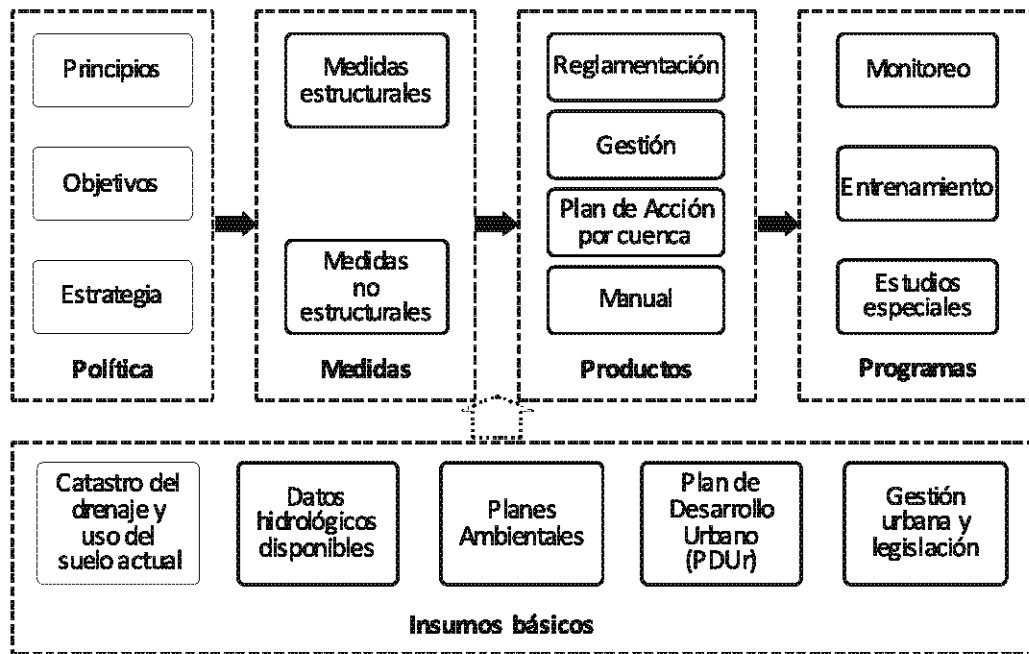 Principios
Objetivos
Estrategia
Política
Medidas
estructurales
Medidas
no
estructurales
Medidas
Reglamentación
Gestión
Plan de Acción
por cuenca
Manual
Productos
Monitoreo
Entrenamiento
Estudios
especiales
Programas
Catastro del
drenaje y
uso del
suelo actual
Datos
hidrológicos
disponibles
Planes
Ambientales
Plan de
Desarrollo
Urbano
(PDUr)
Gestión
urbana y
legislación
Insumos básicos